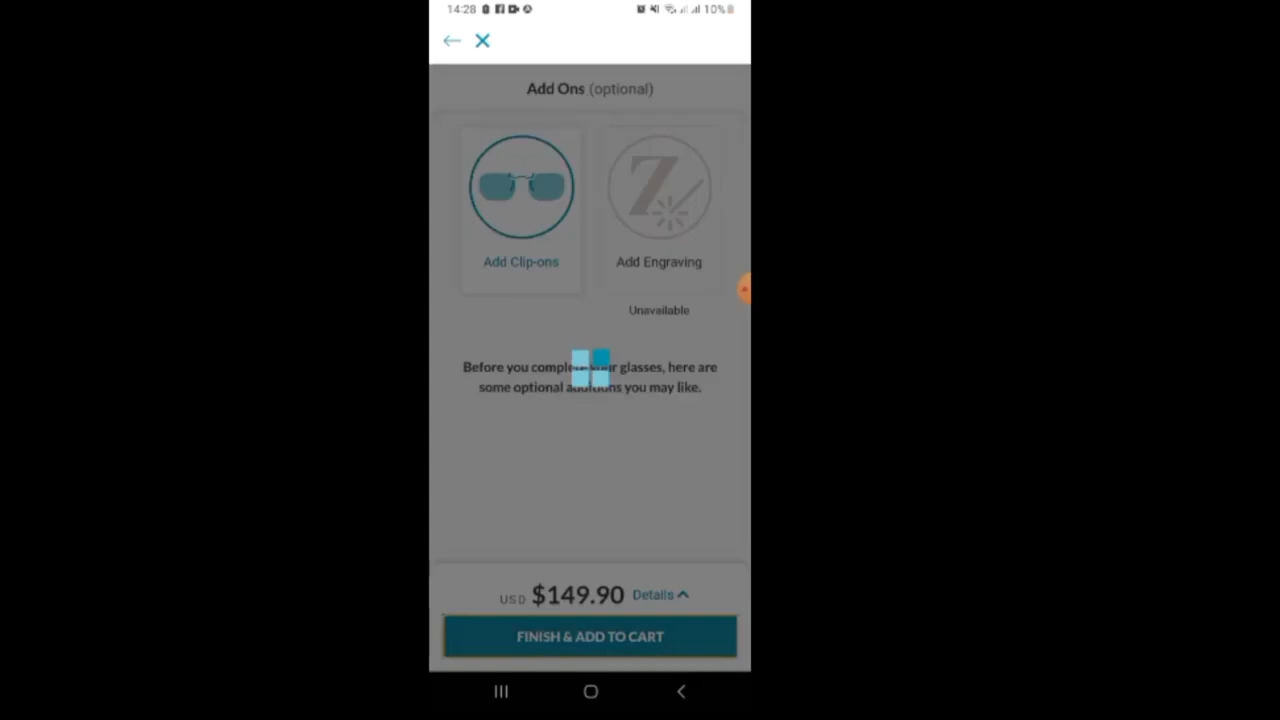 14:28 10%
Add Ons (optional)
Z
Add Clip-ons
Add Engraving
Unavailable
Before you complete your glasses, here are
some optional additions you may like.
USD $149.90 Details
FINISH & ADD TO CART